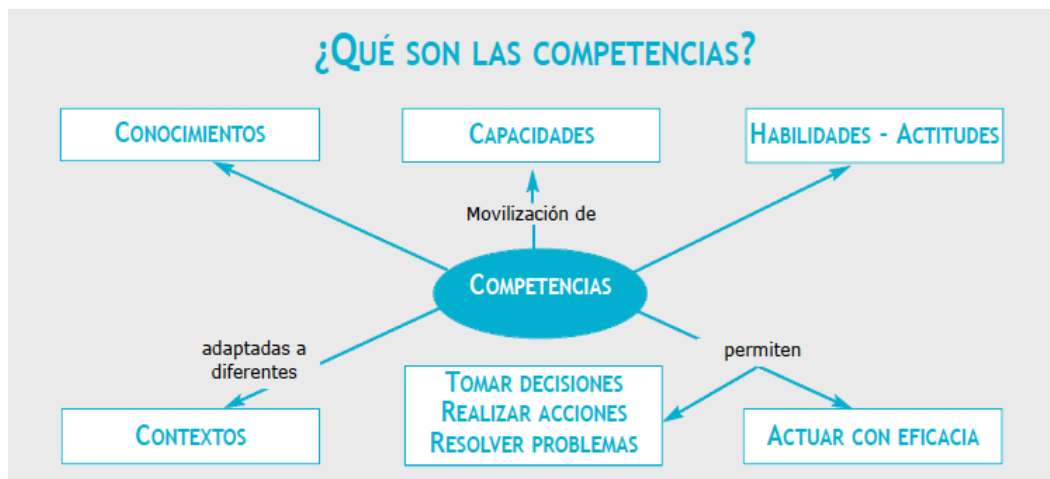 ¿QUÉ SON LAS COMPETENCIAS?
CONOCIMIENTOS
CAPACIDADES
HABILIDADES - ACTITUDES
Movilización de
COMPETENCIAS
adaptadas a
diferentes
permiten
CONTEXTOS
TOMAR DECISIONES
REALIZAR ACCIONES
RESOLVER PROBLEMAS
ACTUAR CON EFICACIA